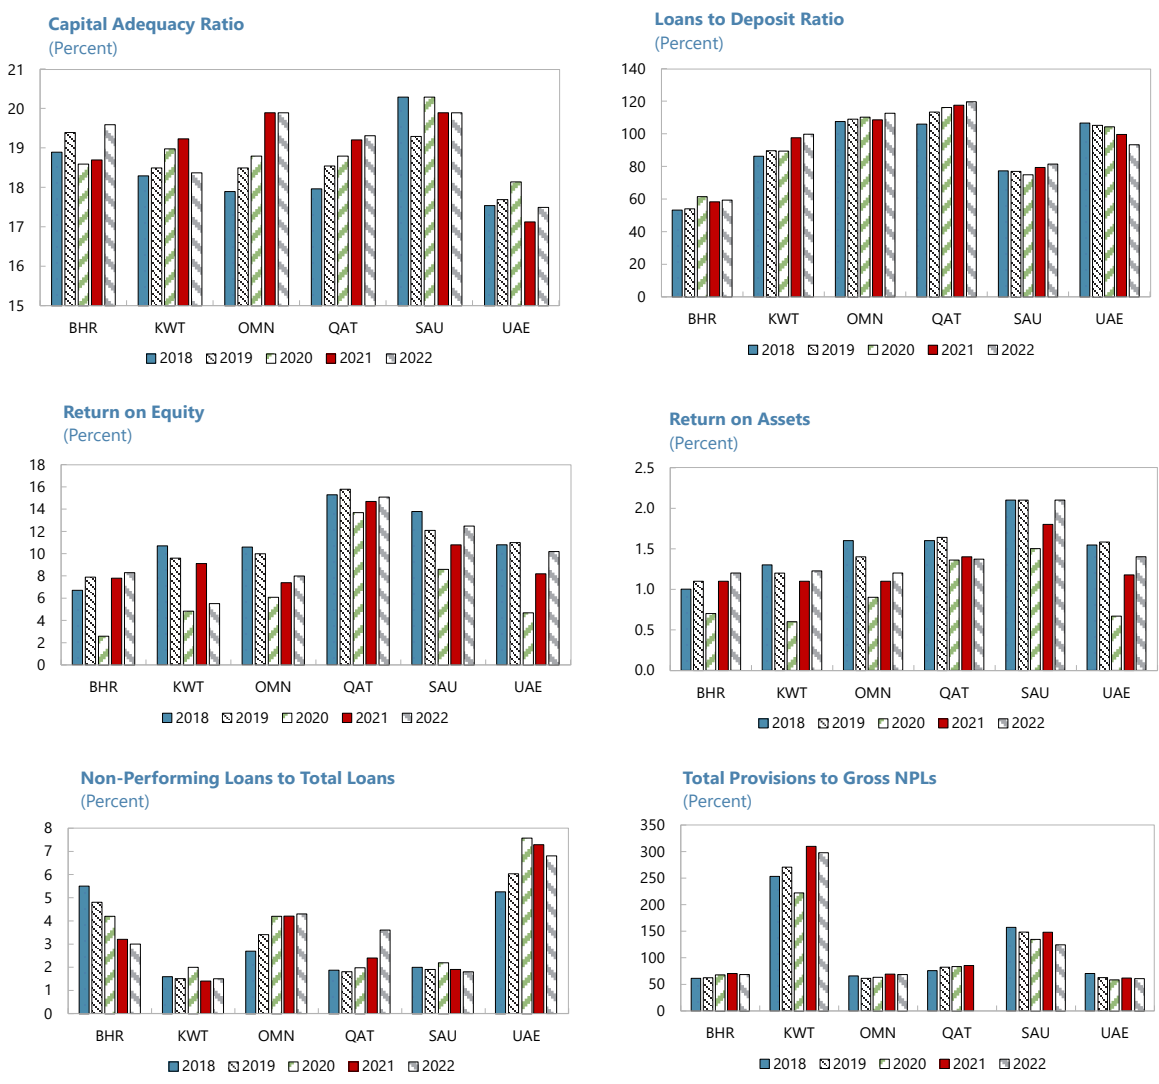 Capital Adequacy Ratio
(Percent)
21
20
19
18
17
16
15
BHR KWT OMN QAT SAU UAE
2018 2019 2020 2021 2022
Loans to Deposit Ratio
(Percent)
140
120
100
80
60
40
20
0
BHR KWT OMN QAT SAU UAE
2018 2019 2020 2021 2022
Return on Equity
(Percent)
18
16
14
12
10
8
6
4
2
0
BHR KWT OMN QAT SAU UAE
2018 2019 2020 2021 2022
Return on Assets
(Percent)
2.5
2.0
1.5
1.0
0.5
0.0
BHR KWT OMN QAT SAU UAE
2018 2019 2020 2021 2022
Non-Performing Loans to Total Loans
(Percent)
8
7
6
5
4
3
2
1
0
BHR KWT OMN QAT SAU UAE
2018 2019 2020 2021 2022
Total Provisions to Gross NPLs
(Percent)
350
300
250
200
150
100
50
0
BHR KWT OMN QAT SAU UAE
2018 2019 2020 2021 2022